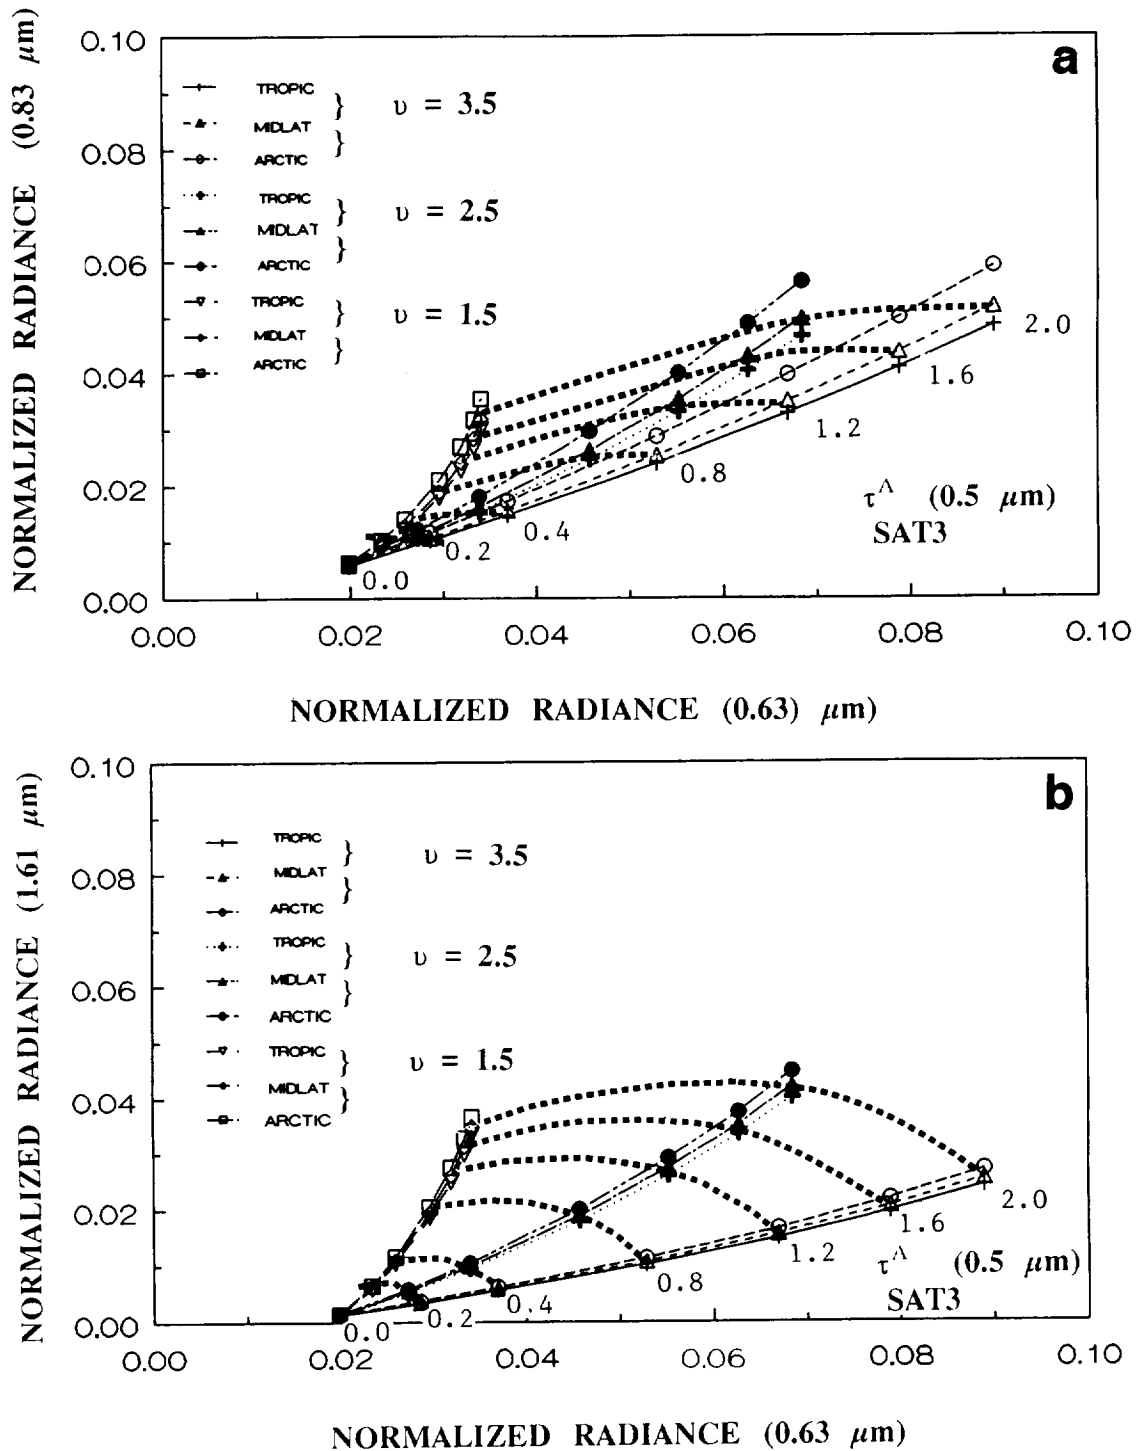 a
NORMALIZED RADIANCE (0.83 μm)
0.10
0.08
0.06
0.04
0.02
0.00
TROPIC
MIDLAT
ARCTIC
υ = 3.5
TROPIC
MIDLAT
ARCTIC
υ = 2.5
TROPIC
MIDLAT
ARCTIC
υ = 1.5
2.0
1.6
1.2
0.8
0.4
0.2
0.0
τ^Λ (0.5 μm)
SAT3
0.00 0.02 0.04 0.06 0.08 0.10
NORMALIZED RADIANCE (0.63) μm)
b
NORMALIZED RADIANCE (1.61 μm)
0.10
0.08
0.06
0.04
0.02
0.00
TROPIC
MIDLAT
ARCTIC
υ = 3.5
TROPIC
MIDLAT
ARCTIC
υ = 2.5
TROPIC
MIDLAT
ARCTIC
υ = 1.5
2.0
1.6
1.2
0.8
0.4
0.2
0.0
τ^Λ (0.5 μm)
SAT3
0.00 0.02 0.04 0.06 0.08 0.10
NORMALIZED RADIANCE (0.63 μm)